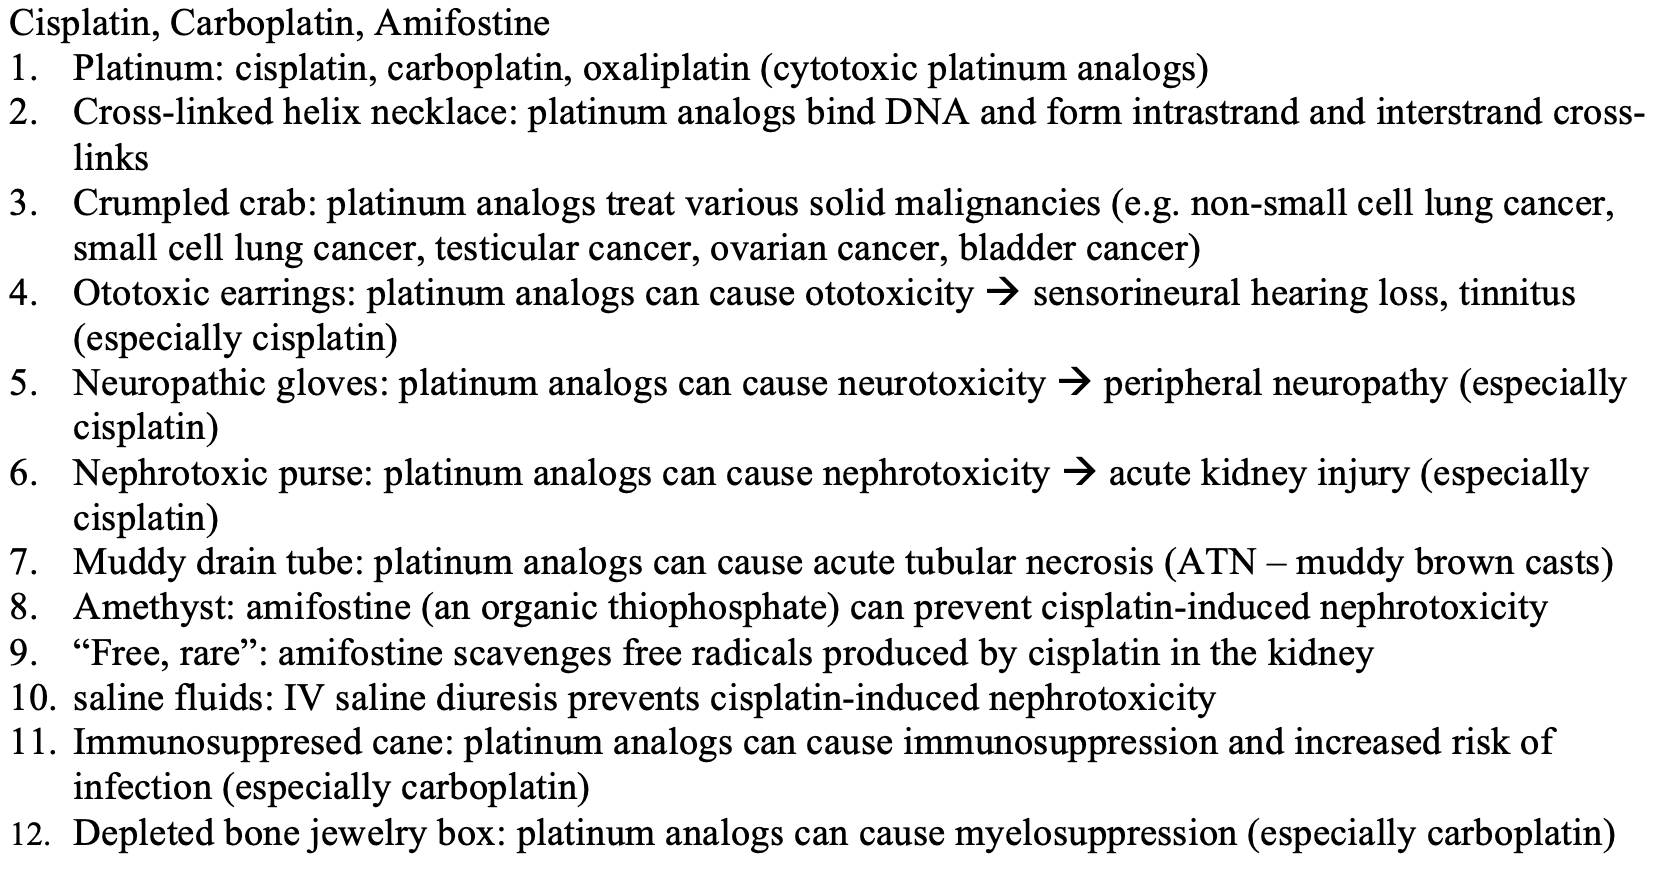 Cisplatin, Carboplatin, Amifostine
1. Platinum: cisplatin, carboplatin, oxaliplatin (cytotoxic platinum analogs)
2. Cross-linked helix necklace: platinum analogs bind DNA and form intrastrand and interstrand cross-
links
3. Crumpled crab: platinum analogs treat various solid malignancies (e.g. non-small cell lung cancer,
small cell lung cancer, testicular cancer, ovarian cancer, bladder cancer)
4. Ototoxic earrings: platinum analogs can cause ototoxicity → sensorineural hearing loss, tinnitus
(especially cisplatin)
5. Neuropathic gloves: platinum analogs can cause neurotoxicity → peripheral neuropathy (especially
cisplatin)
6. Nephrotoxic purse: platinum analogs can cause nephrotoxicity → acute kidney injury (especially
cisplatin)
7. Muddy drain tube: platinum analogs can cause acute tubular necrosis (ATN – muddy brown casts)
8. Amethyst: amifostine (an organic thiophosphate) can prevent cisplatin-induced nephrotoxicity
9. “Free, rare”: amifostine scavenges free radicals produced by cisplatin in the kidney
10. saline fluids: IV saline diuresis prevents cisplatin-induced nephrotoxicity
11. Immunosuppresed cane: platinum analogs can cause immunosuppression and increased risk of
infection (especially carboplatin)
12. Depleted bone jewelry box: platinum analogs can cause myelosuppression (especially carboplatin)